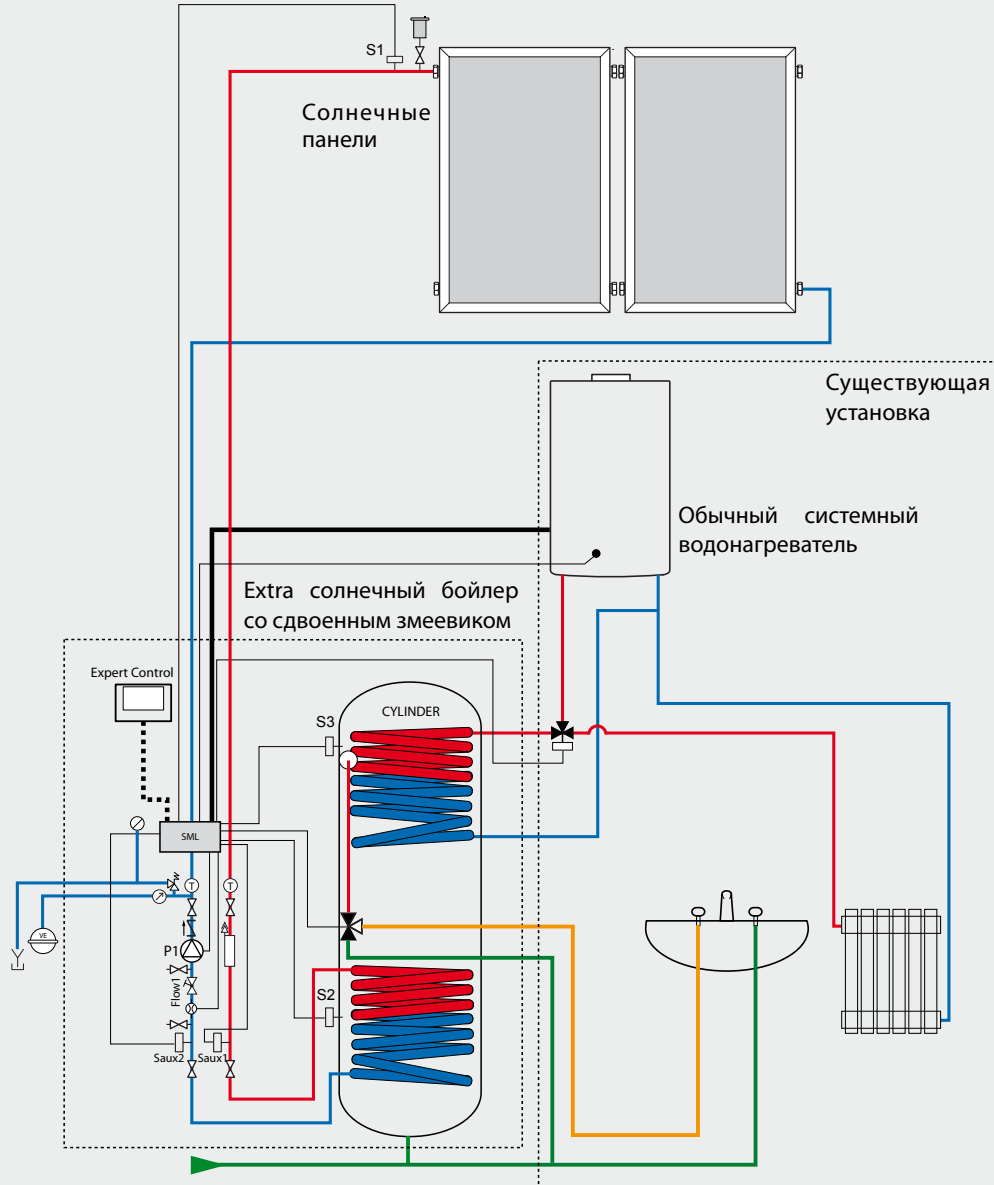 S1
Солнечные
панели
Существующая
установка
Обычный системный
водонагреватель
Extra солнечный бойлер
со сдвоенным змеевиком
Expert Control
CYLINDER
S3
SML
T
T
VE
P1
Flow1
S2
Saux2
Saux1